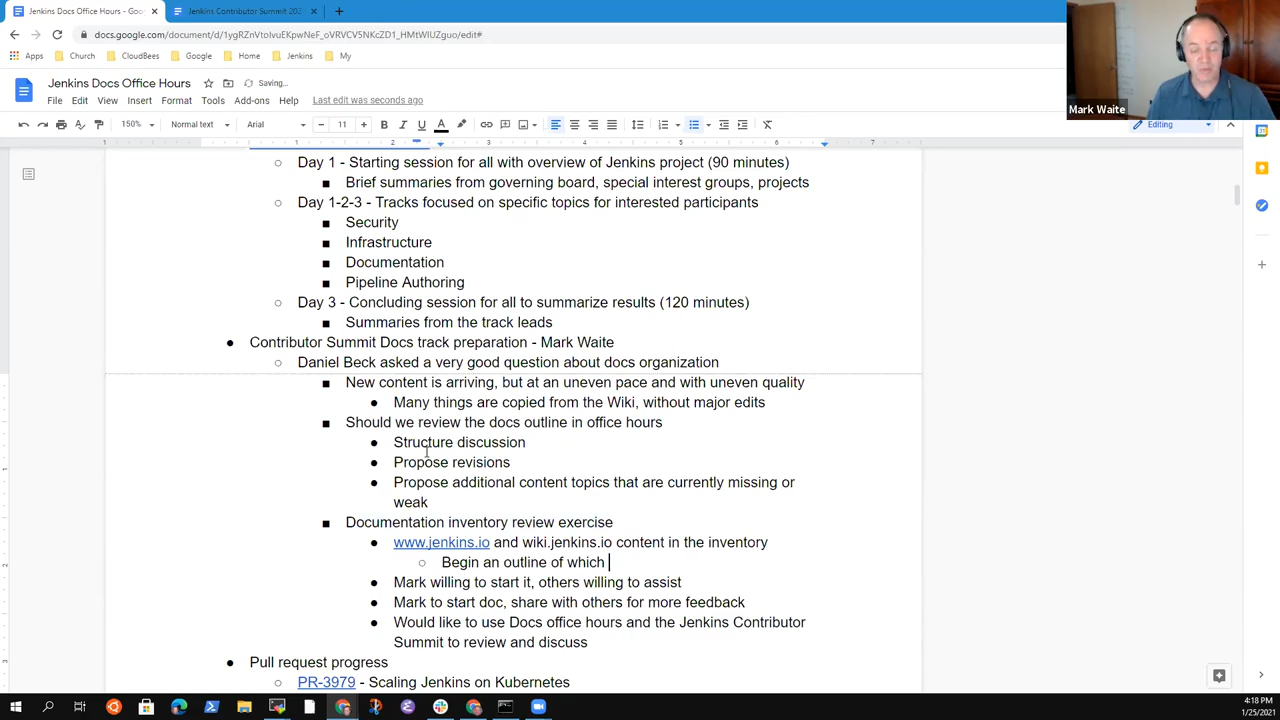 Jenkins Docs Office Hours - Goo
Jenkins Contributor Summit 202
docs.google.com/document/d/1ygRZnVtoIvuEKpwNeF_oVRVCV5NKcZD1_HMtWIUZguo/edit#
Apps Church CloudBees Google Home Jenkins My
Jenkins Docs Office Hours Saving...
File Edit View Insert Format Tools Add-ons Help Last edit was seconds ago
Mark Waite
150% Normal text Arial 11 Editing
1 1 2 3 4 5 6 7
Day 1 - Starting session for all with overview of Jenkins project (90 minutes)
Brief summaries from governing board, special interest groups, projects
Day 1-2-3 - Tracks focused on specific topics for interested participants
Security
Infrastructure
Documentation
Pipeline Authoring
Day 3 - Concluding session for all to summarize results (120 minutes)
Summaries from the track leads
Contributor Summit Docs track preparation - Mark Waite
Daniel Beck asked a very good question about docs organization
New content is arriving, but at an uneven pace and with uneven quality
Many things are copied from the Wiki, without major edits
Should we review the docs outline in office hours
Structure discussion
Propose revisions
Propose additional content topics that are currently missing or
weak
Documentation inventory review exercise
www.jenkins.io and wiki.jenkins.io content in the inventory
Begin an outline of which
Mark willing to start it, others willing to assist
Mark to start doc, share with others for more feedback
Would like to use Docs office hours and the Jenkins Contributor
Summit to review and discuss
Pull request progress
PR-3979 - Scaling Jenkins on Kubernetes
4:18 PM
1/25/2021